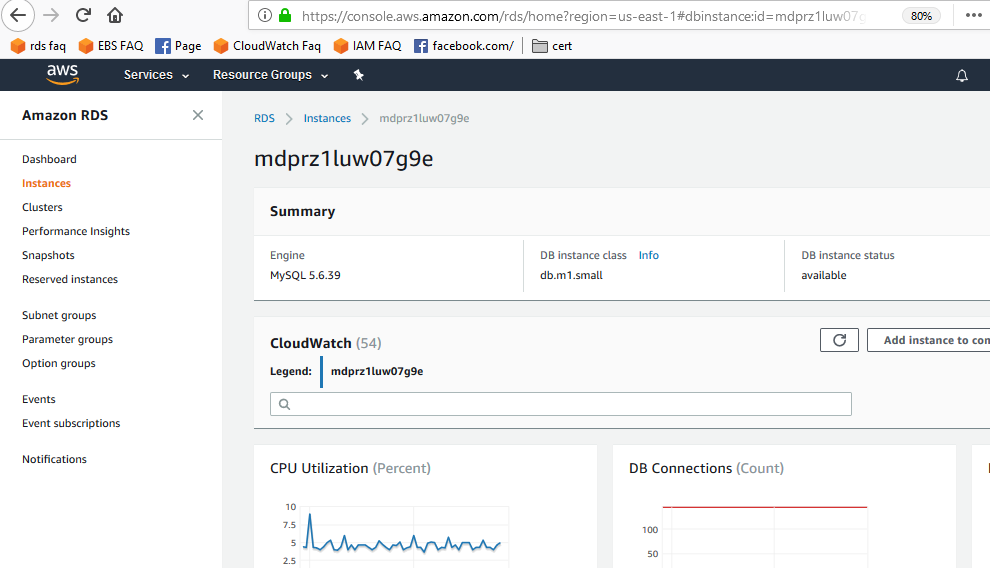 https://console.aws.amazon.com/rds/home?region=us-east-1#dbinstance:id=mdprz1luw07g
80%
rds faq EBS FAQ Page CloudWatch Faq IAM FAQ facebook.com/ cert
aws Services Resource Groups
Amazon RDS
Dashboard
Instances
Clusters
Performance Insights
Snapshots
Reserved instances
Subnet groups
Parameter groups
Option groups
Events
Event subscriptions
Notifications
RDS Instances mdprz1luw07g9e
mdprz1luw07g9e
Summary
Engine
MySQL 5.6.39
DB instance class Info
db.m1.small
DB instance status
available
CloudWatch (54)
Add instance to com
Legend: mdprz1luw07g9e
CPU Utilization (Percent)
10
7.5
5
2.5
DB Connections (Count)
100
50